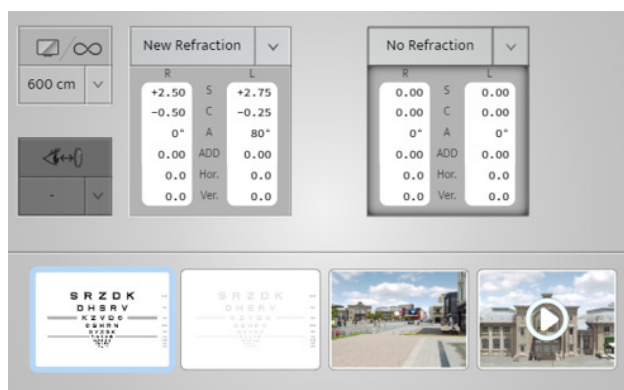 New Refraction
No Refraction
600 cm
R L
+2.50 S +2.75
-0.50 C -0.25
0° A 80°
0.00 ADD 0.00
0.0 Hor. 0.0
0.0 Ver. 0.0
-
R L
0.00 S 0.00
0.00 C 0.00
0° A 0°
0.00 ADD 0.00
0.0 Hor. 0.0
0.0 Ver. 0.0
S R Z D K
D H S R V
K Z V D C
S R Z D K
D H S R V